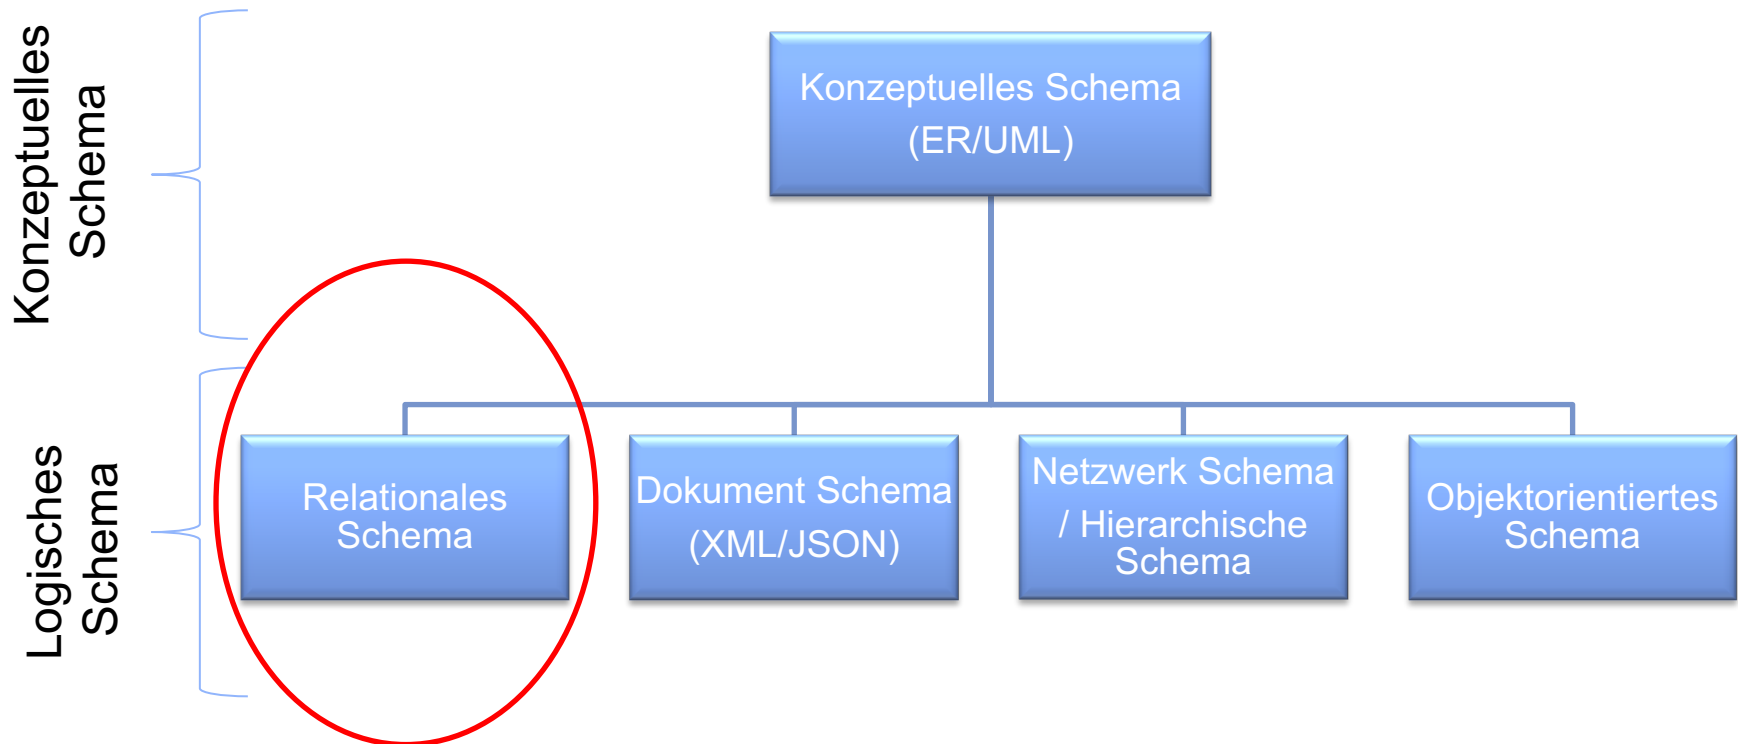 Konzeptuelles
Schema
Konzeptuelles Schema
(ER/UML)
Logisches
Schema
Relationales
Schema
Dokument Schema
(XML/JSON)
Netzwerk Schema
/ Hierarchische
Schema
Objektorientiertes
Schema